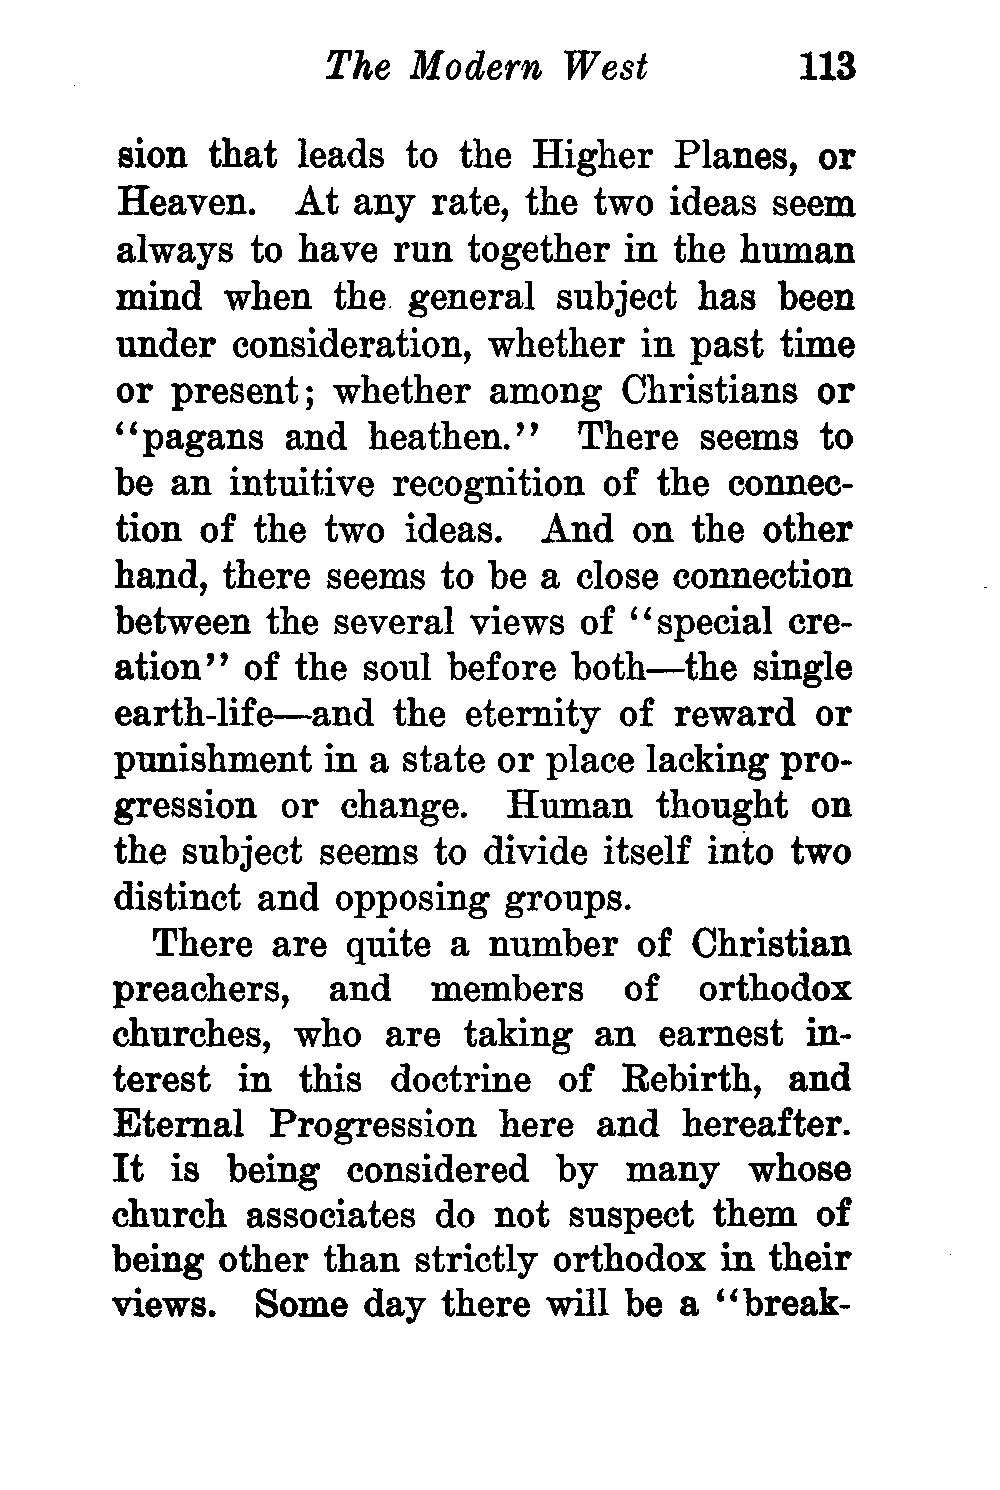 The Modern West 113
sion that leads to the Higher Planes, or
Heaven. At any rate, the two ideas seem
always to have run together in the human
mind when the general subject has been
under consideration, whether in past time
or present; whether among Christians or
“pagans and heathen.” There seems to
be an intuitive recognition of the connec-
tion of the two ideas. And on the other
hand, there seems to be a close connection
between the several views of “special cre-
ation” of the soul before both—the single
earth-life—and the eternity of reward or
punishment in a state or place lacking pro-
gression or change. Human thought on
the subject seems to divide itself into two
distinct and opposing groups.
There are quite a number of Christian
preachers, and members of orthodox
churches, who are taking an earnest in-
terest in this doctrine of Rebirth, and
Eternal Progression here and hereafter.
It is being considered by many whose
church associates do not suspect them of
being other than strictly orthodox in their
views. Some day there will be a “break-